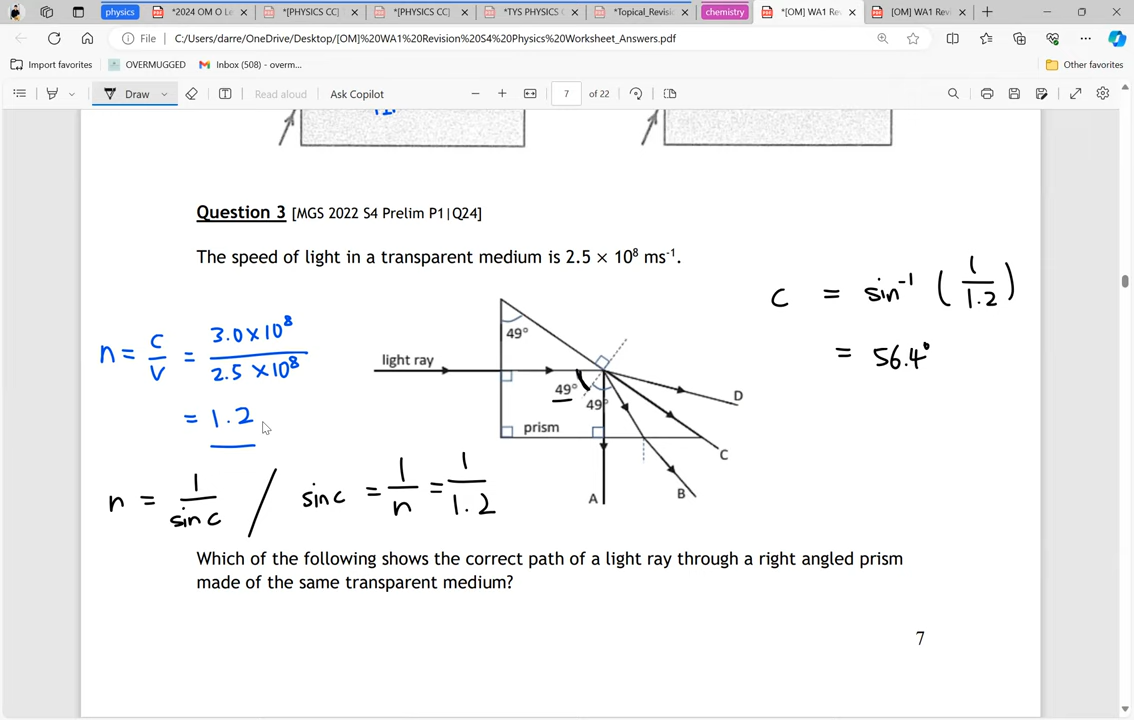 physics *2024 OM O Le *[PHYSICS CC] *[PHYSICS CC] *TYS PHYSICS *Topical_Revisi chemistry *[OM] WA1 Revi [OM] WA1 Revi
File C:/Users/darre/OneDrive/Desktop/[OM]%20WA1%20Revision%20S4%20Physics%20Worksheet_Answers.pdf
Import favorites OVERMUGGED Inbox (508) – overm... Other favorites
Draw Read aloud Ask Copilot 7 of 22
Question 3 [MGS 2022 S4 Prelim P1|Q24]
The speed of light in a transparent medium is 2.5 × 10⁸ ms⁻¹.
C = sin⁻¹ (1/1.2)
= 56.4°
n = c/v = 3.0×10⁸/2.5×10⁸
= 1.2
49°
light ray
49°
49°
prism
D
C
B
A
n = 1/sin c / sin c = 1/n = 1/1.2
Which of the following shows the correct path of a light ray through a right angled prism
made of the same transparent medium?
7